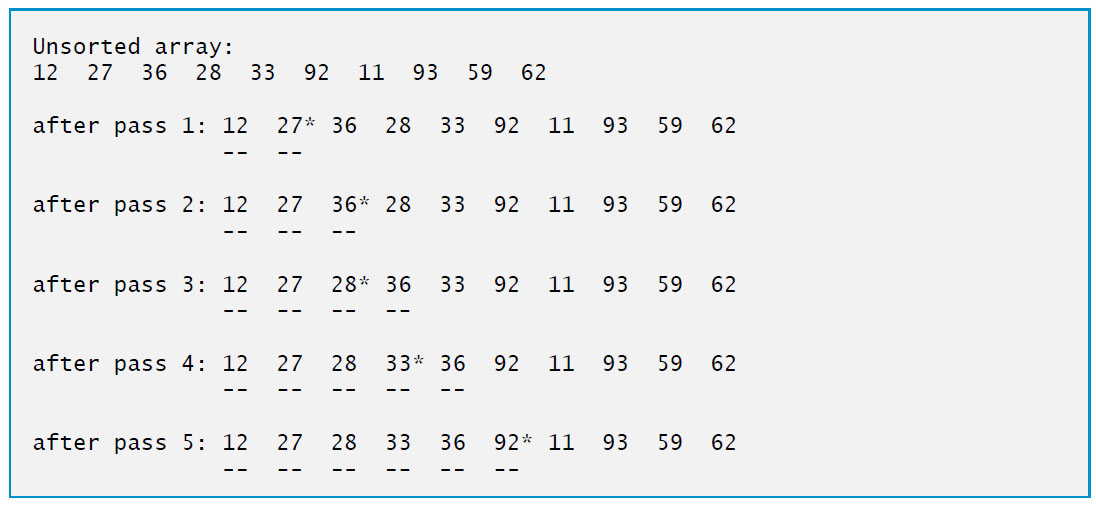 Unsorted array:
12  27  36  28  33  92  11  93  59  62
after pass 1: 12  27* 36  28  33  92  11  93  59  62
              --  --
after pass 2: 12  27  36* 28  33  92  11  93  59  62
              --  --  --
after pass 3: 12  27  28* 36  33  92  11  93  59  62
              --  --  --  --
after pass 4: 12  27  28  33* 36  92  11  93  59  62
              --  --  --  --  --
after pass 5: 12  27  28  33  36  92* 11  93  59  62
              --  --  --  --  --  --